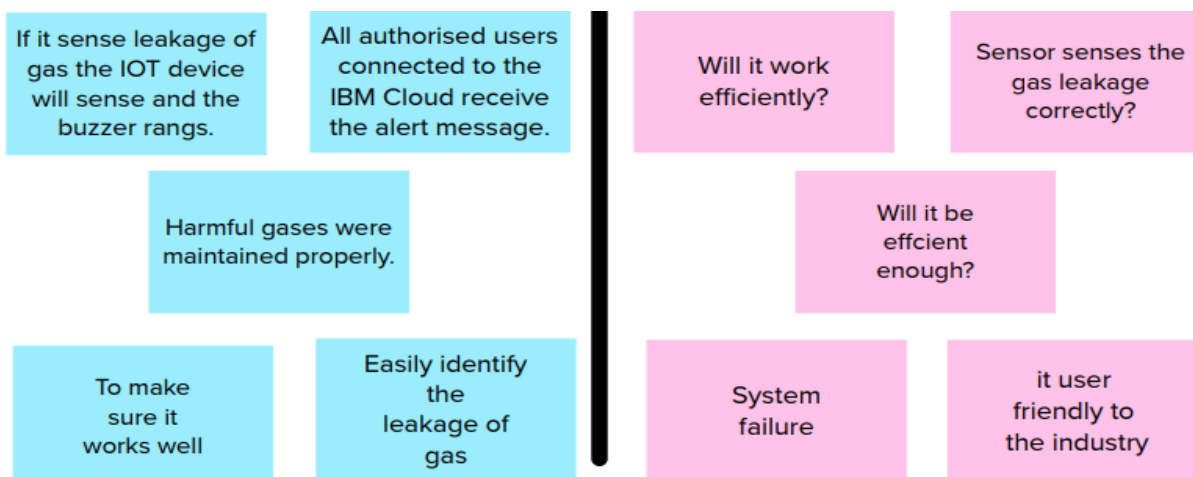 If it sense leakage of
gas the IOT device
will sense and the
buzzer rangs.
All authorised users
connected to the
IBM Cloud receive
the alert message.
Harmful gases were
maintained properly.
To make
sure it
works well
Easily identify
the
leakage of
gas
Will it work
efficiently?
Sensor senses the
gas leakage
correctly?
Will it be
effcient
enough?
System
failure
it user
friendly to
the industry